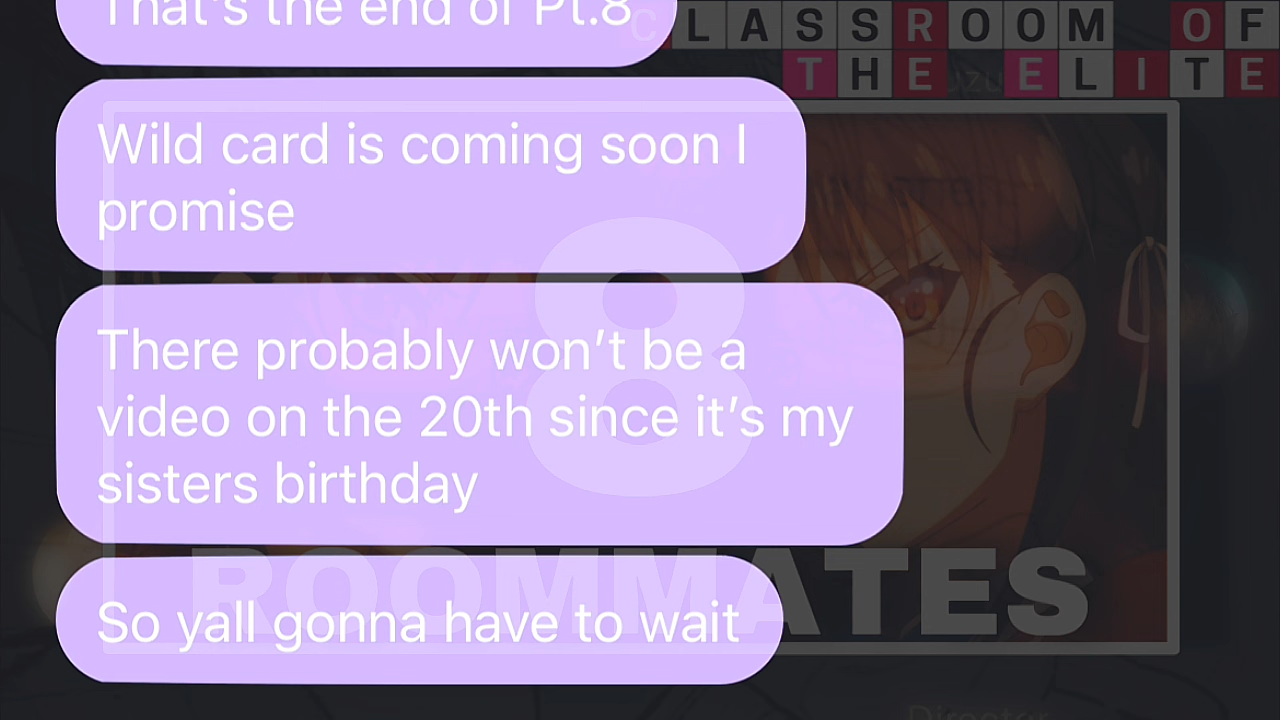 That's the end of Pt.8
CLASSROOM OF
THE ELITE
Wild card is coming soon I
promise
8
There probably won't be a
video on the 20th since it's my
sisters birthday
ROOMMATES
So yall gonna have to wait
Director